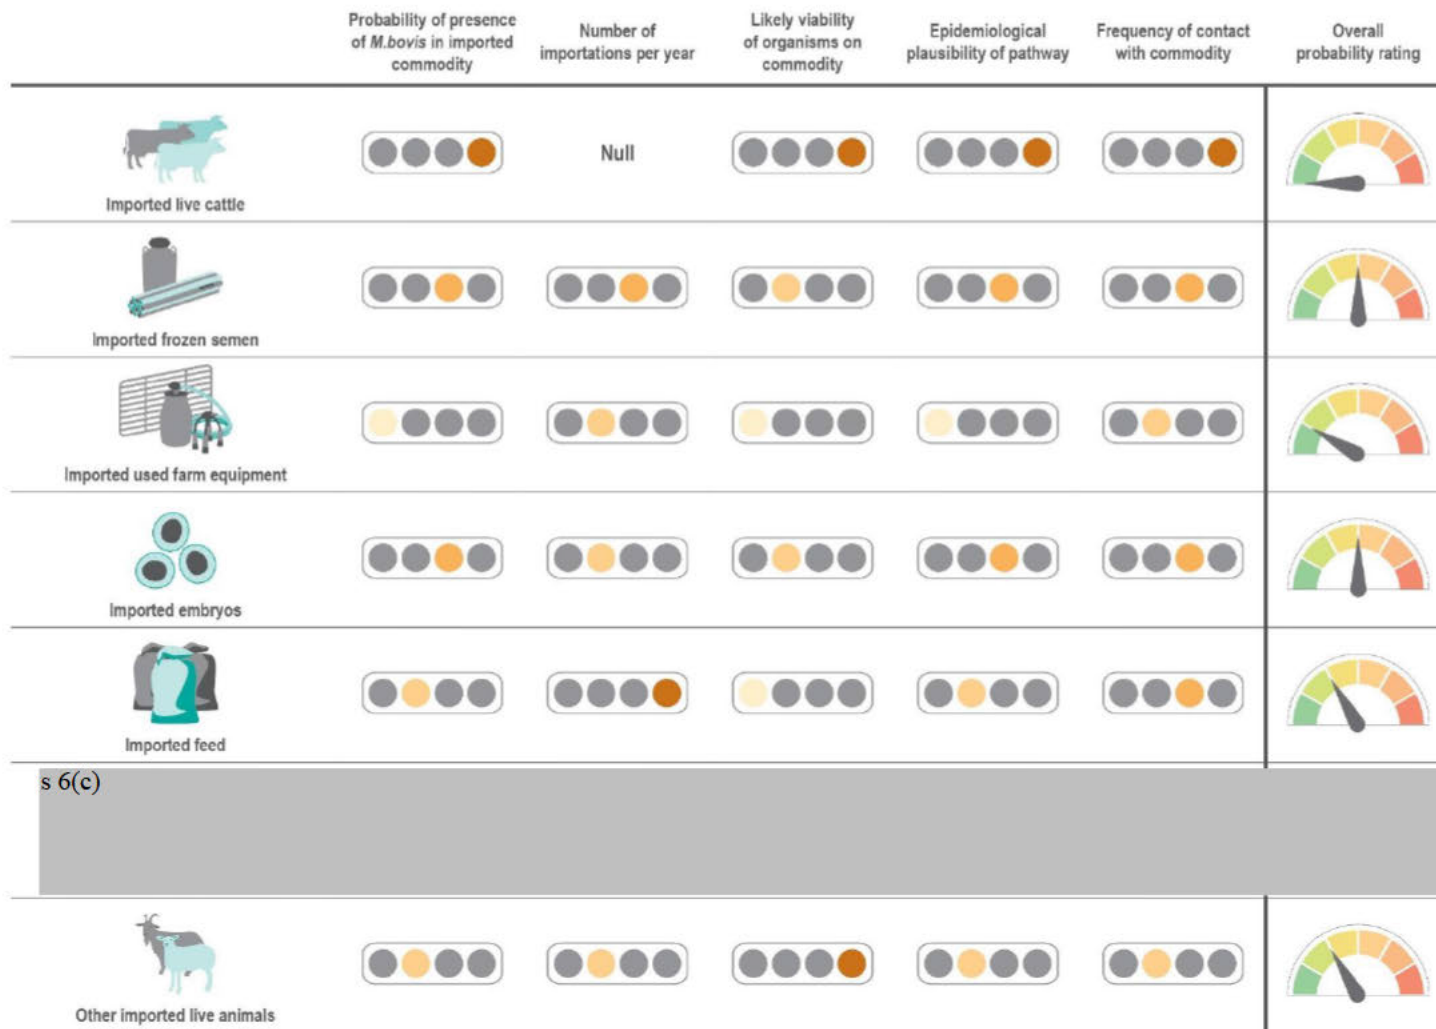 Probability of presence
of M.bovis in imported
commodity
Number of
importations per year
Likely viability
of organisms on
commodity
Epidemiological
plausibility of pathway
Frequency of contact
with commodity
Overall
probability rating
Null
Imported live cattle
Imported frozen semen
Imported used farm equipment
Imported embryos
Imported feed
s 6(c)
Other imported live animals